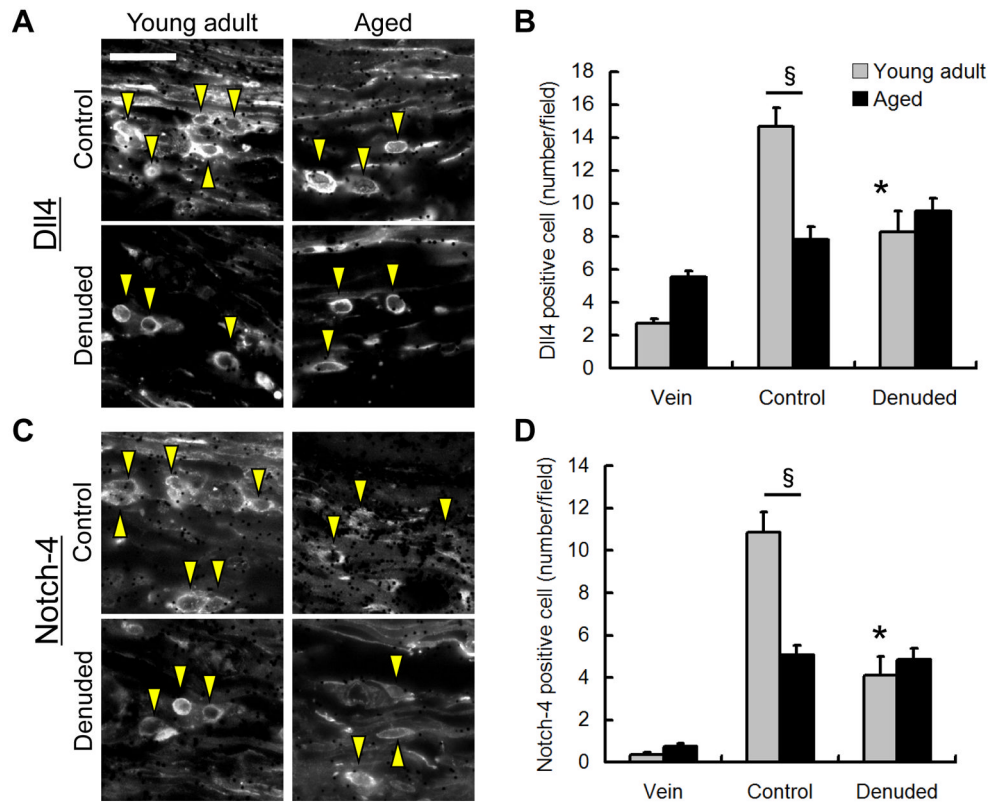 A
Young adult
Aged
Dll4
Control
Denuded
B
Dll4 positive cell (number/field)
18
16
14
12
10
8
6
4
2
0
§
*
Young adult
Aged
Vein
Control
Denuded
C
Notch-4
Control
Denuded
D
Notch-4 positive cell (number/field)
14
12
10
8
6
4
2
0
§
*
Vein
Control
Denuded